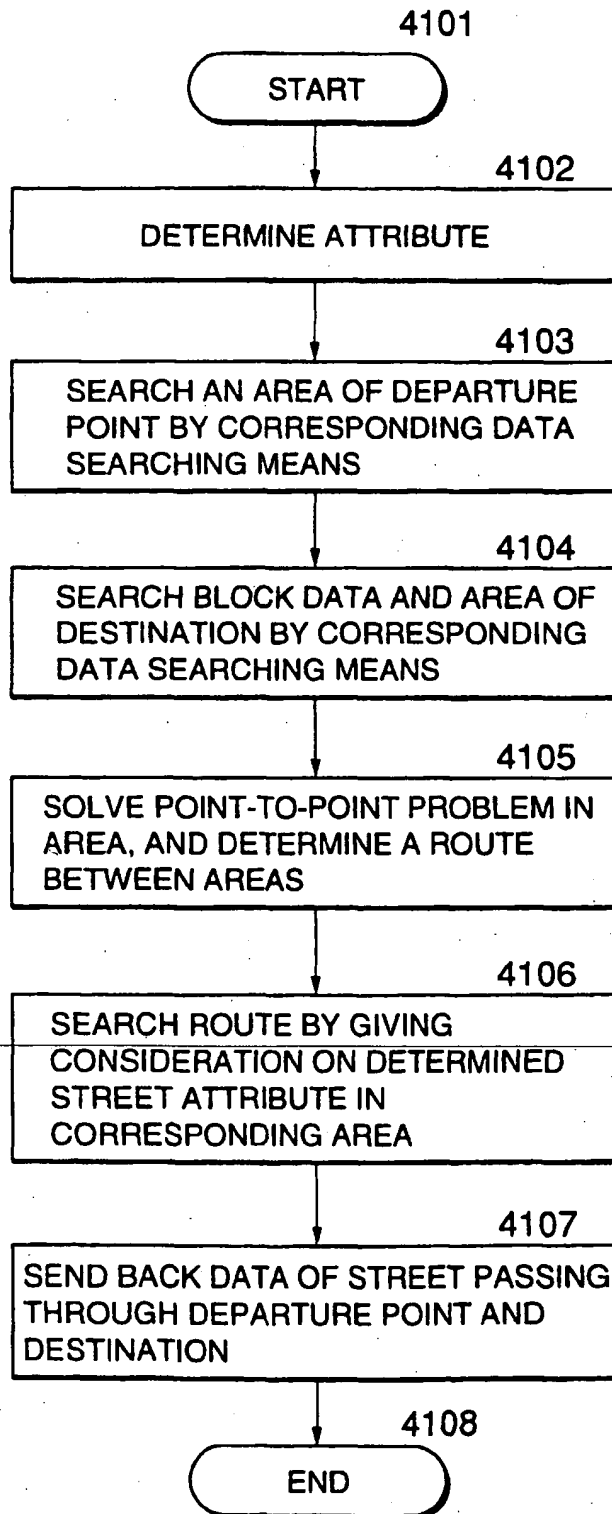 4101
START
4102
DETERMINE ATTRIBUTE
4103
SEARCH AN AREA OF DEPARTURE
POINT BY CORRESPONDING DATA
SEARCHING MEANS
4104
SEARCH BLOCK DATA AND AREA OF
DESTINATION BY CORRESPONDING
DATA SEARCHING MEANS
4105
SOLVE POINT-TO-POINT PROBLEM IN
AREA, AND DETERMINE A ROUTE
BETWEEN AREAS
4106
SEARCH ROUTE BY GIVING
CONSIDERATION ON DETERMINED
STREET ATTRIBUTE IN
CORRESPONDING AREA
4107
SEND BACK DATA OF STREET PASSING
THROUGH DEPARTURE POINT AND
DESTINATION
4108
END